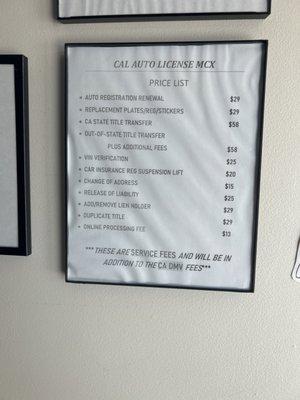 CAL AUTO LICENSE MCX
PRICE LIST
• AUTO REGISTRATION RENEWAL $29
• REPLACEMENT PLATES/REG/STICKERS $29
• CA STATE TITLE TRANSFER $58
• OUT-OF-STATE TITLE TRANSFER
PLUS ADDITIONAL FEES $58
• VIN VERIFICATION $25
• CAR INSURANCE REG SUSPENSION LIFT $20
• CHANGE OF ADDRESS $15
• RELEASE OF LIABILITY $25
• ADD/REMOVE LIEN HOLDER $29
• DUPLICATE TITLE $29
• ONLINE PROCESSING FEE $13
*** THESE ARE SERVICE FEES AND WILL BE IN
ADDITION TO THE CA DMV FEES***